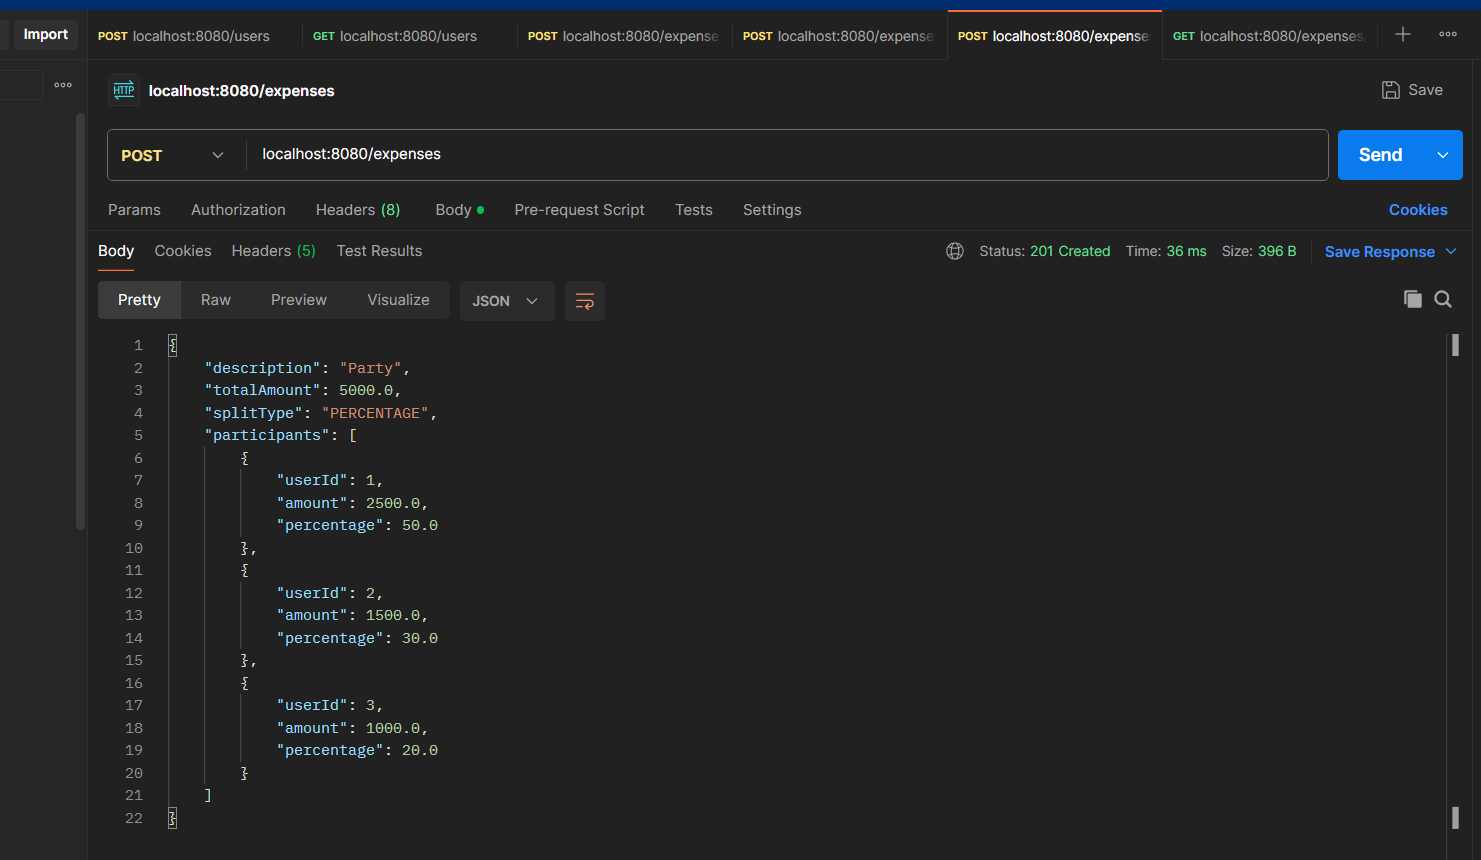 Import
POST localhost:8080/users
GET localhost:8080/users
POST localhost:8080/expense
POST localhost:8080/expense
POST localhost:8080/expense
GET localhost:8080/expenses
HTTP localhost:8080/expenses
Save
POST localhost:8080/expenses
Send
Params Authorization Headers (8) Body Pre-request Script Tests Settings Cookies
Body Cookies Headers (5) Test Results Status: 201 Created Time: 36 ms Size: 396 B Save Response
Pretty Raw Preview Visualize JSON
1 {
2 "description": "Party",
3 "totalAmount": 5000.0,
4 "splitType": "PERCENTAGE",
5 "participants": [
6 {
7 "userId": 1,
8 "amount": 2500.0,
9 "percentage": 50.0
10 },
11 {
12 "userId": 2,
13 "amount": 1500.0,
14 "percentage": 30.0
15 },
16 {
17 "userId": 3,
18 "amount": 1000.0,
19 "percentage": 20.0
20 }
21 ]
22 }